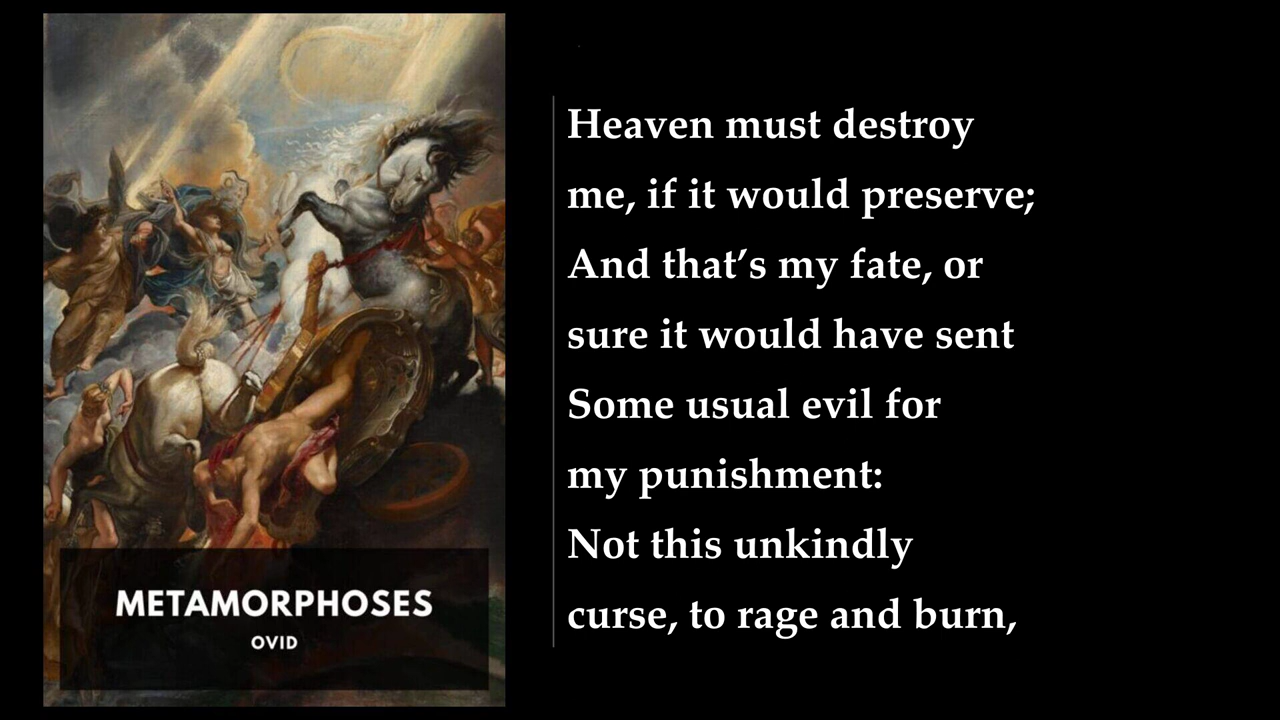 METAMORPHOSES
OVID
Heaven must destroy
me, if it would preserve;
And that’s my fate, or
sure it would have sent
Some usual evil for
my punishment:
Not this unkindly
curse, to rage and burn,